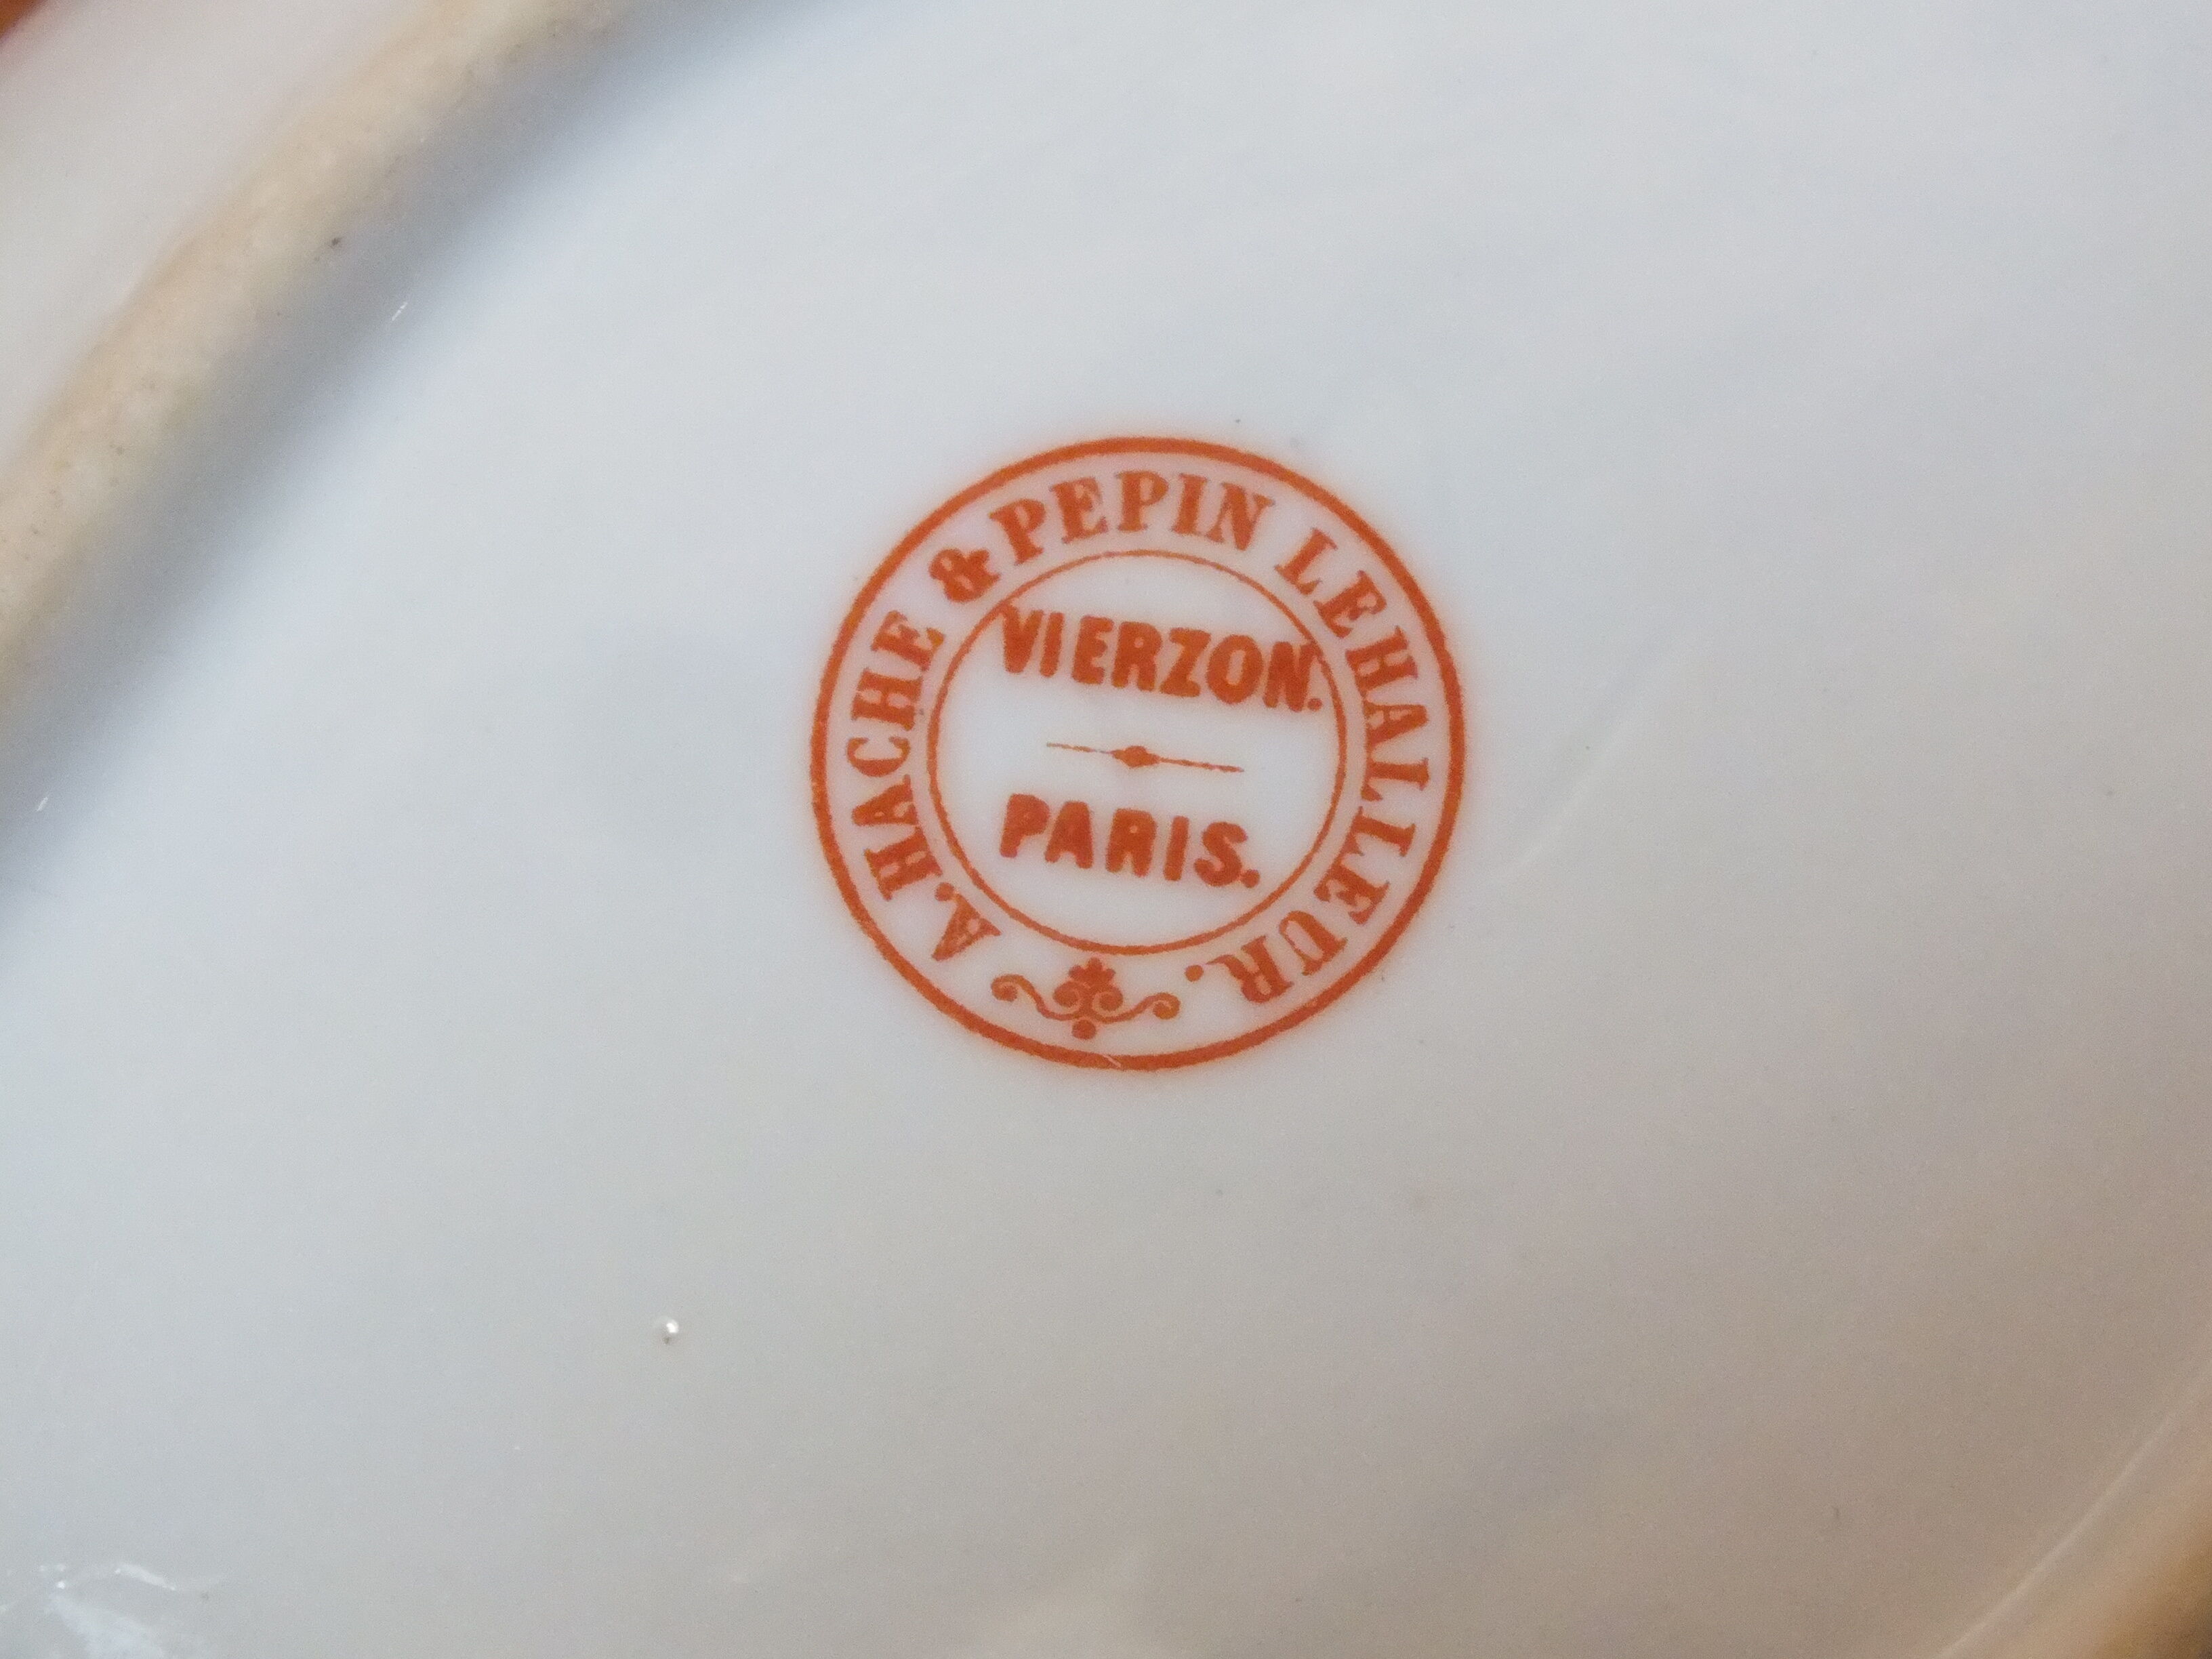 A. HACHE & PEPIN LEHALLEUR.
VIERZON.
PARIS.